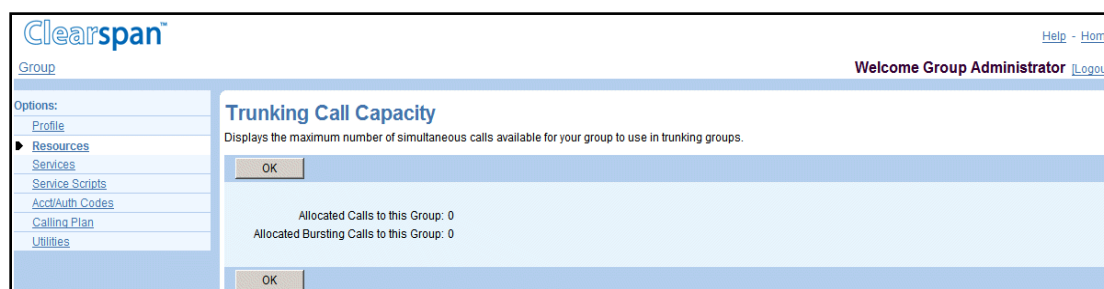 Clearspan™
Help - Hom
Group
Welcome Group Administrator [Logou
Options:
Profile
Resources
Services
Service Scripts
Acct/Auth Codes
Calling Plan
Utilities
Trunking Call Capacity
Displays the maximum number of simultaneous calls available for your group to use in trunking groups.
OK
Allocated Calls to this Group: 0
Allocated Bursting Calls to this Group: 0
OK